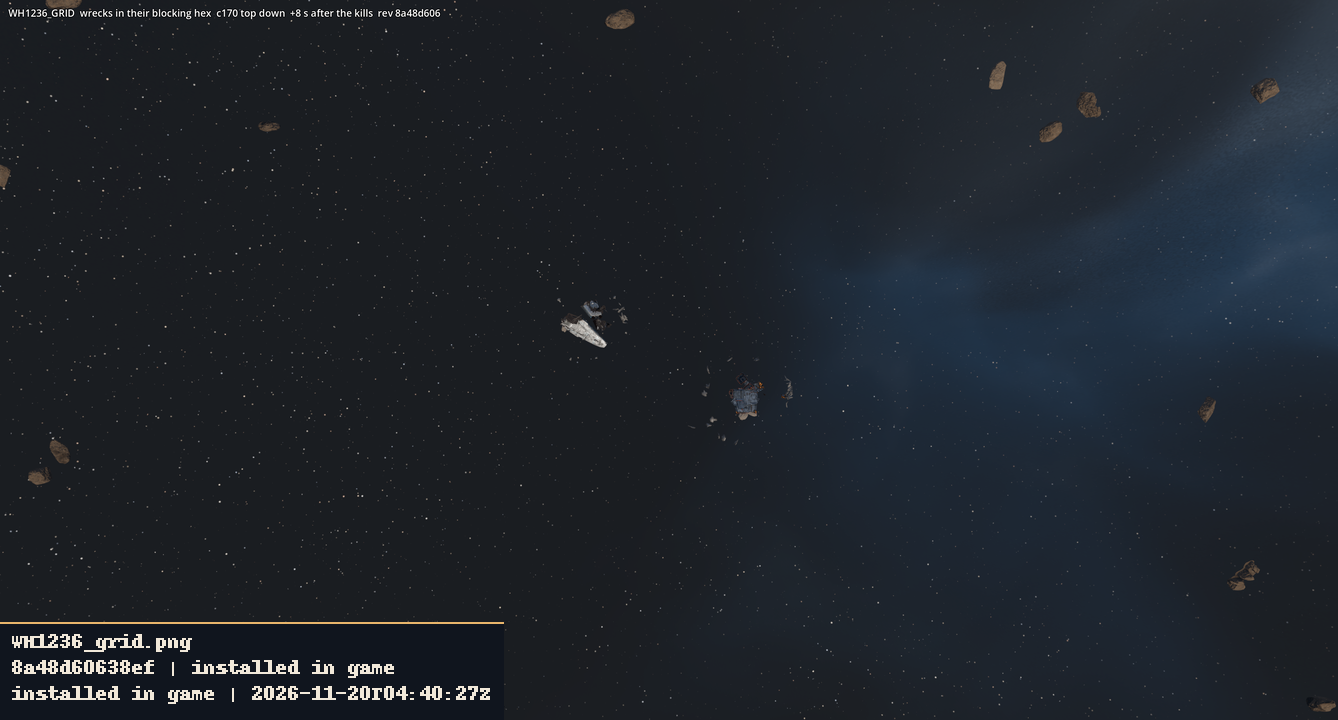 WH1236_GRID wrecks in their blocking hex c170 top down +8 s after the kills rev 8a48d606
WH1236_grid.png
8a48d60638ef | installed in game
installed in game | 2026-11-20T04:40:27Z